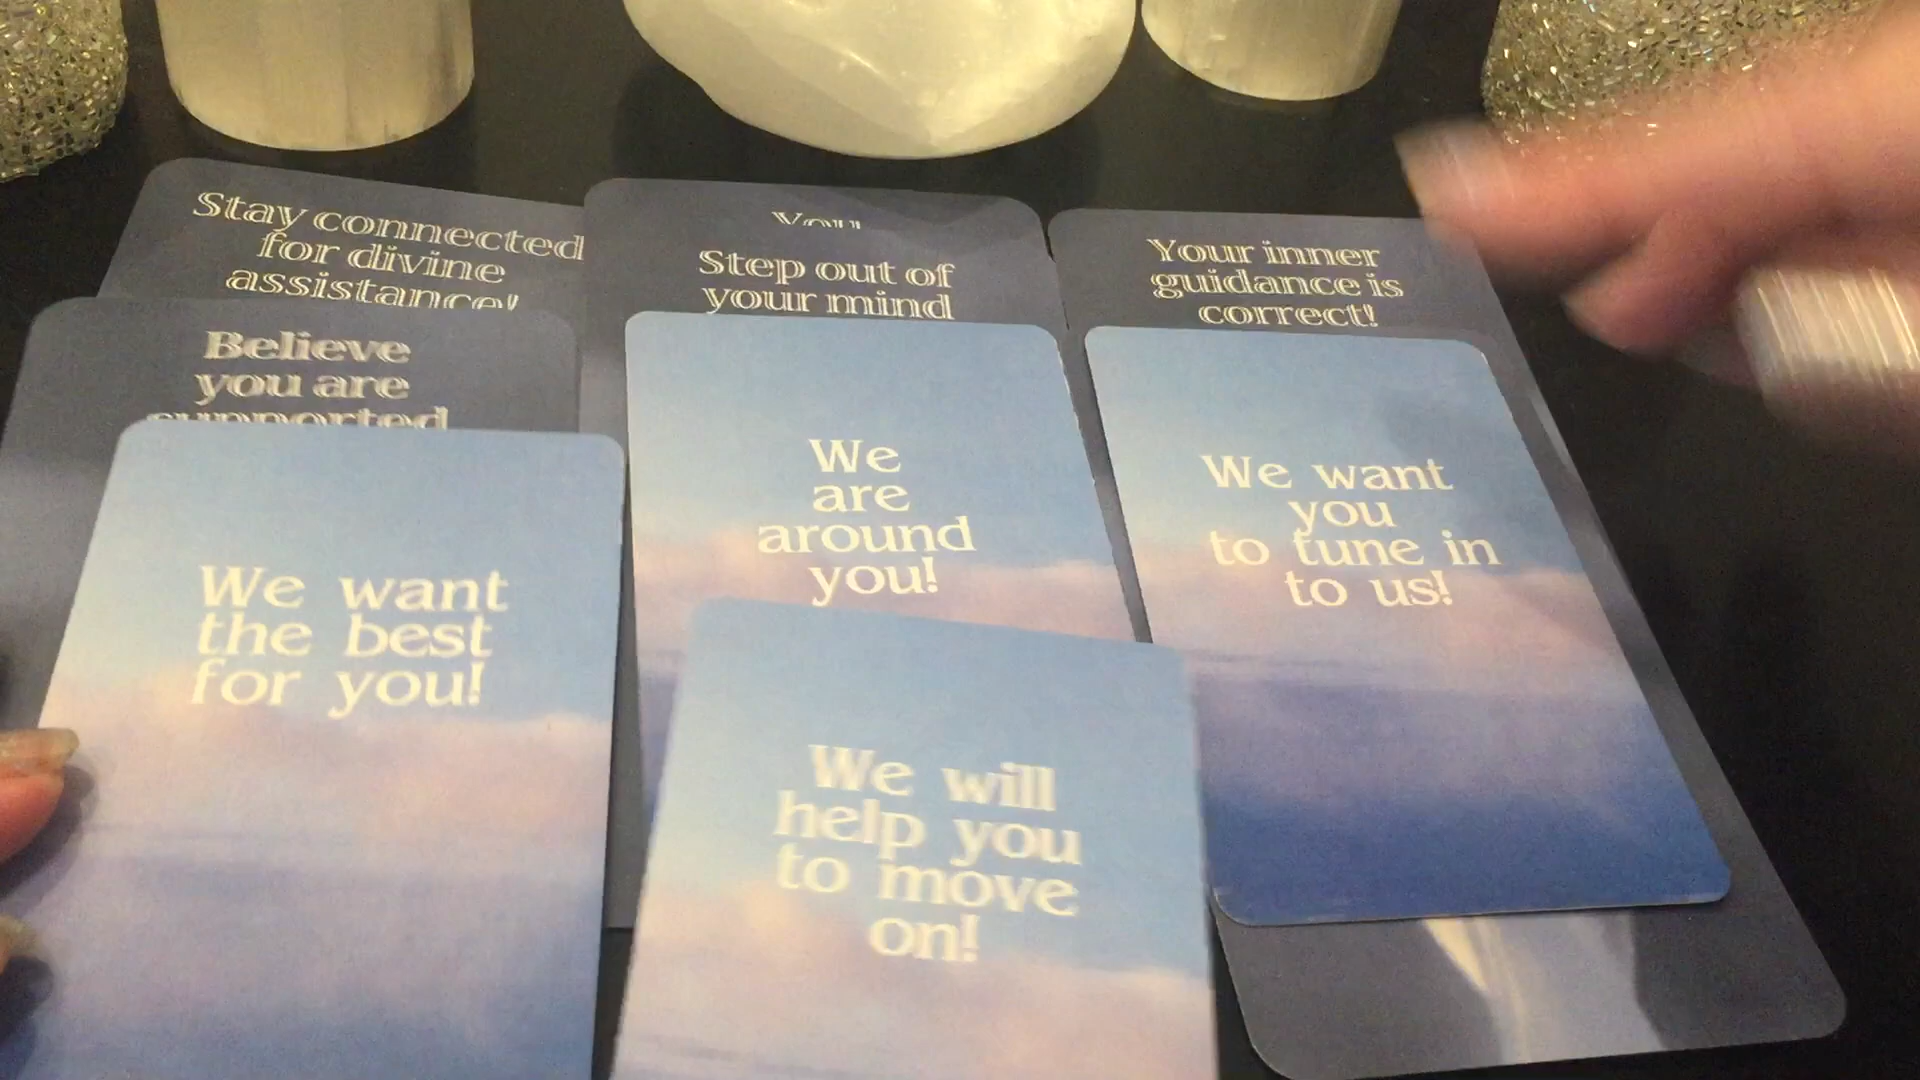 Stay connected
for divine
assistance!
You
Step out of
your mind
Your inner
guidance is
correct!
Believe
you are
supported
We
are
around
you!
We want
you
to tune in
to us!
We want
the best
for you!
We will
help you
to move
on!